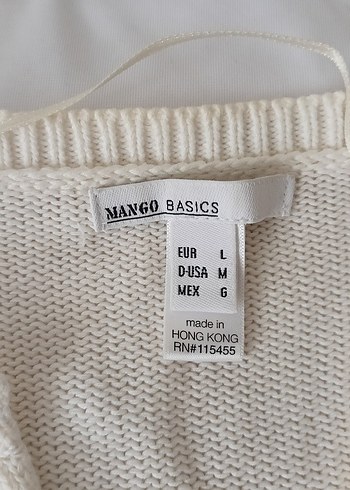 MANGO BASICS
EUR L
D-USA M
MEX G
made in
HONG KONG
RN#115455